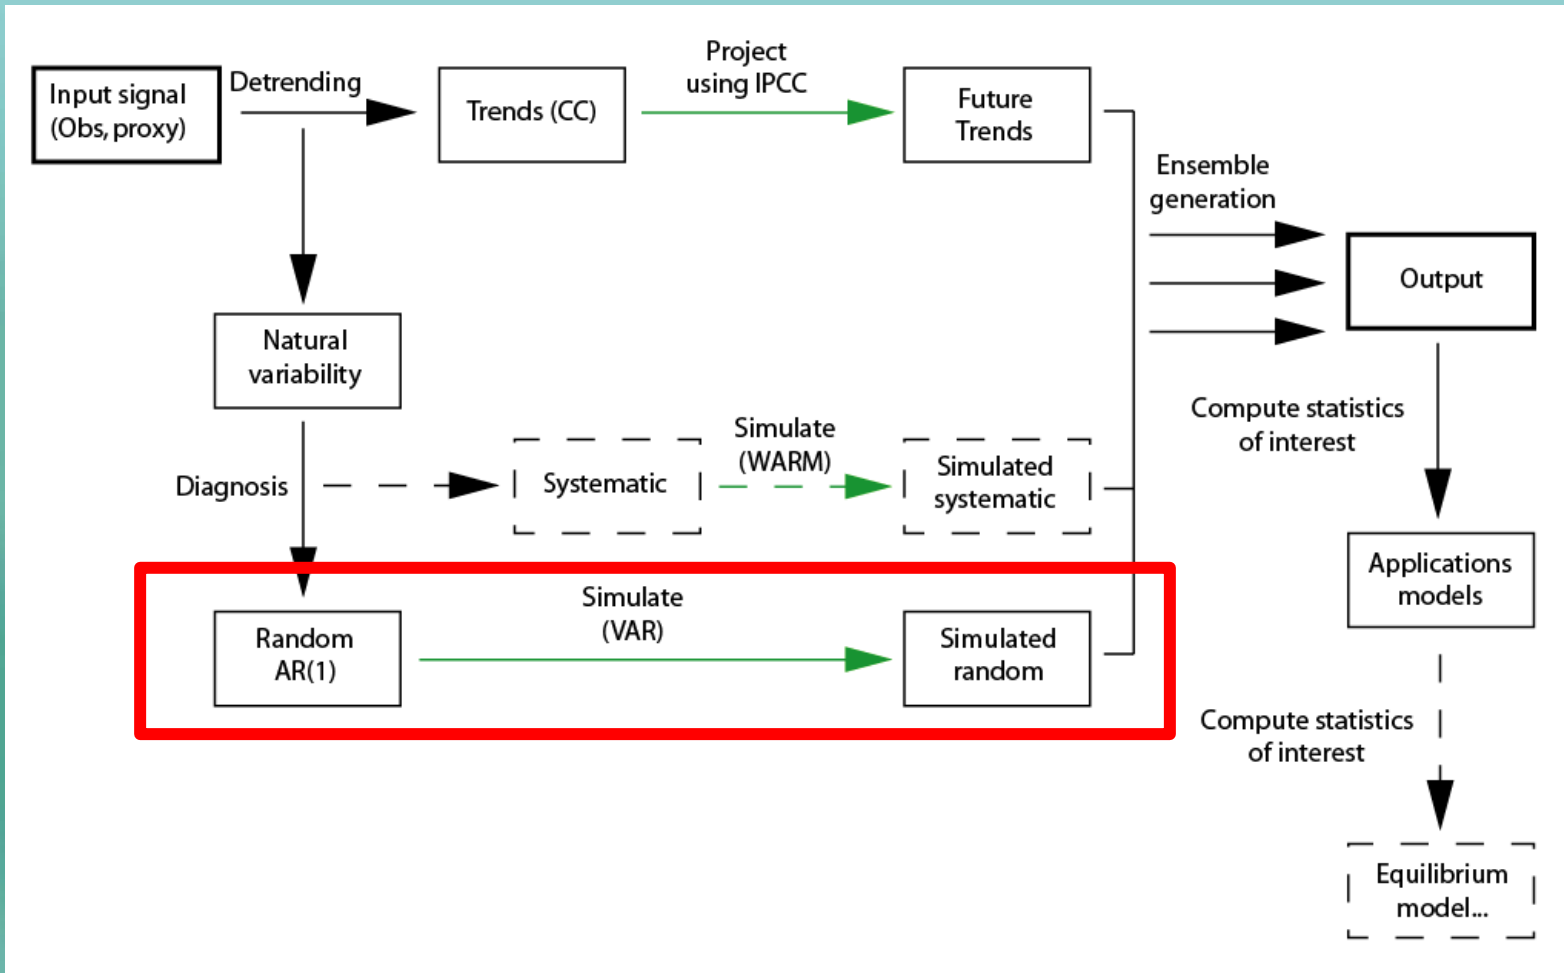 Input signal
(Obs, proxy)
Detrending
Trends (CC)
Project
using IPCC
Future
Trends
Ensemble
generation
Output
Natural
variability
Compute statistics
of interest
Diagnosis
Systematic
Simulate
(WARM)
Simulated
systematic
Applications
models
Random
AR(1)
Simulate
(VAR)
Simulated
random
Compute statistics
of interest
Equilibrium
model...